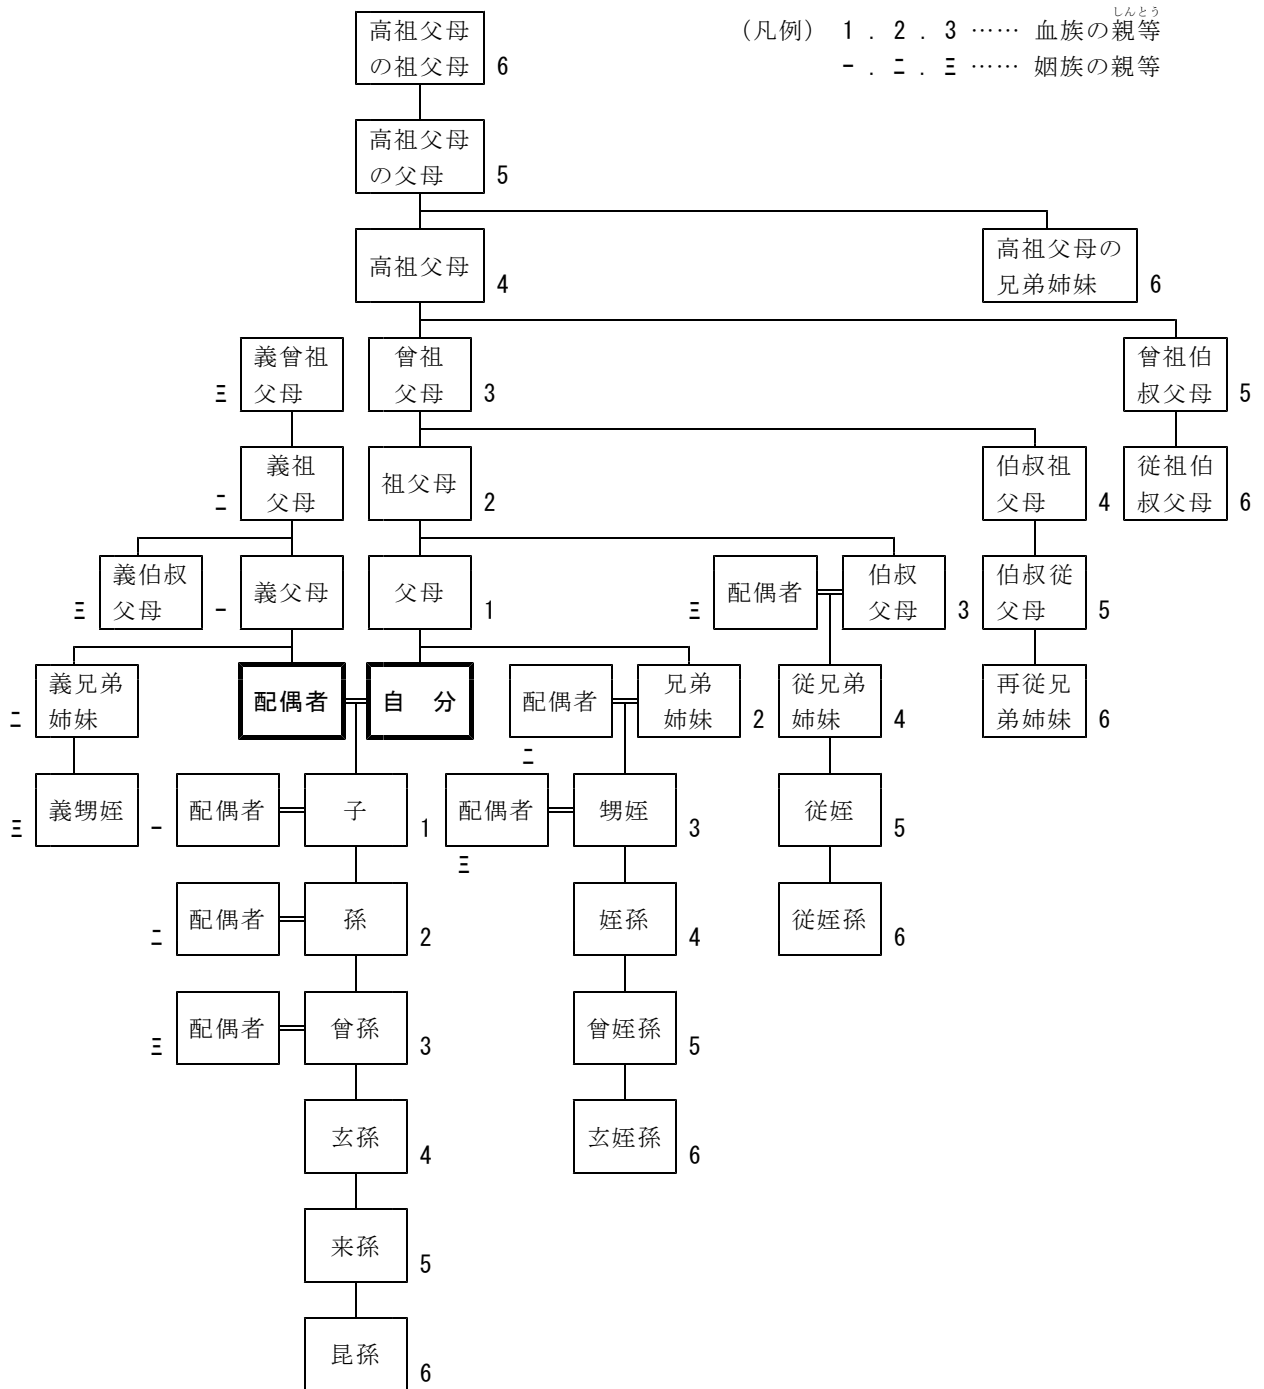 高祖父母
の祖父母 6
(凡例) 1 . 2 . 3 …… 血族の親等
しんとう
一 . 二 . 三 …… 姻族の親等
高祖父母
の父母 5
高祖父母 4
高祖父母の
兄弟姉妹 6
三 義曾祖
父母
曾祖
父母 3
曾祖伯
叔父母 5
二 義祖
父母
祖父母 2
伯叔祖
父母 4
従祖伯
叔父母 6
三 義伯叔
父母
一 義父母
父母 1
三 配偶者
伯叔
父母 3
伯叔従
父母 5
二 義兄弟
姉妹
配偶者
自 分
配偶者
二
兄弟
姉妹 2
従兄弟
姉妹 4
再従兄
弟姉妹 6
三 義甥姪
一 配偶者
子 1
配偶者
三
甥姪 3
従姪 5
二 配偶者
孫 2
姪孫 4
従姪孫 6
三 配偶者
曾孫 3
曾姪孫 5
玄孫 4
玄姪孫 6
来孫 5
昆孫 6